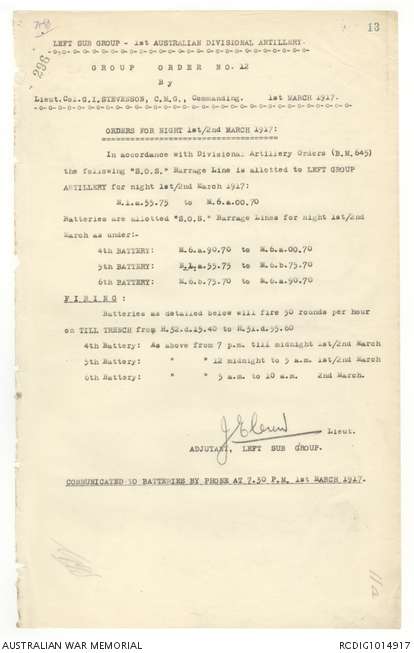 13
296
LEFT SUB GROUP - 1st AUSTRALIAN DIVISIONAL ARTILLERY.
GROUP ORDER NO. 12
By
Lieut.Col.G.I.STEVENSON, C.M.G., Commanding. 1st MARCH 1917.
ORDERS FOR NIGHT 1st/2nd MARCH 1917:
In accordance with Divisional Artillery Orders (B.M.645)
the following "S.O.S." Barrage Line is allotted to LEFT GROUP
ARTILLERY for night 1st/2nd March 1917:
N.1.a.55.75 to M.6.a.00.70
Batteries are allotted "S.O.S." Barrage Lines for night 1st/2nd
March as under:-
4th BATTERY: M.6.a.90.70 to M.6.a.00.70
5th BATTERY: N.1.a.55.75 to M.6.b.75.70
6th BATTERY: M.6.b.75.70 to M.6.a.90.70
FIRING:
Batteries as detailed below will fire 50 rounds per hour
on TILL TRENCH from M.32.d.15.40 to M.31.d.55.60
4th Battery: As above from 7 p.m. till midnight 1st/2nd March
5th Battery: " " 12 midnight to 5 a.m. 1st/2nd March
6th Battery: " " 5 a.m. to 10 a.m. 2nd March.
Lieut.
ADJUTANT, LEFT SUB GROUP.
COMMUNICATED TO BATTERIES BY PHONE AT 7.30 P.M. 1st MARCH 1917.
11a
AUSTRALIAN WAR MEMORIAL RCDIG1014917